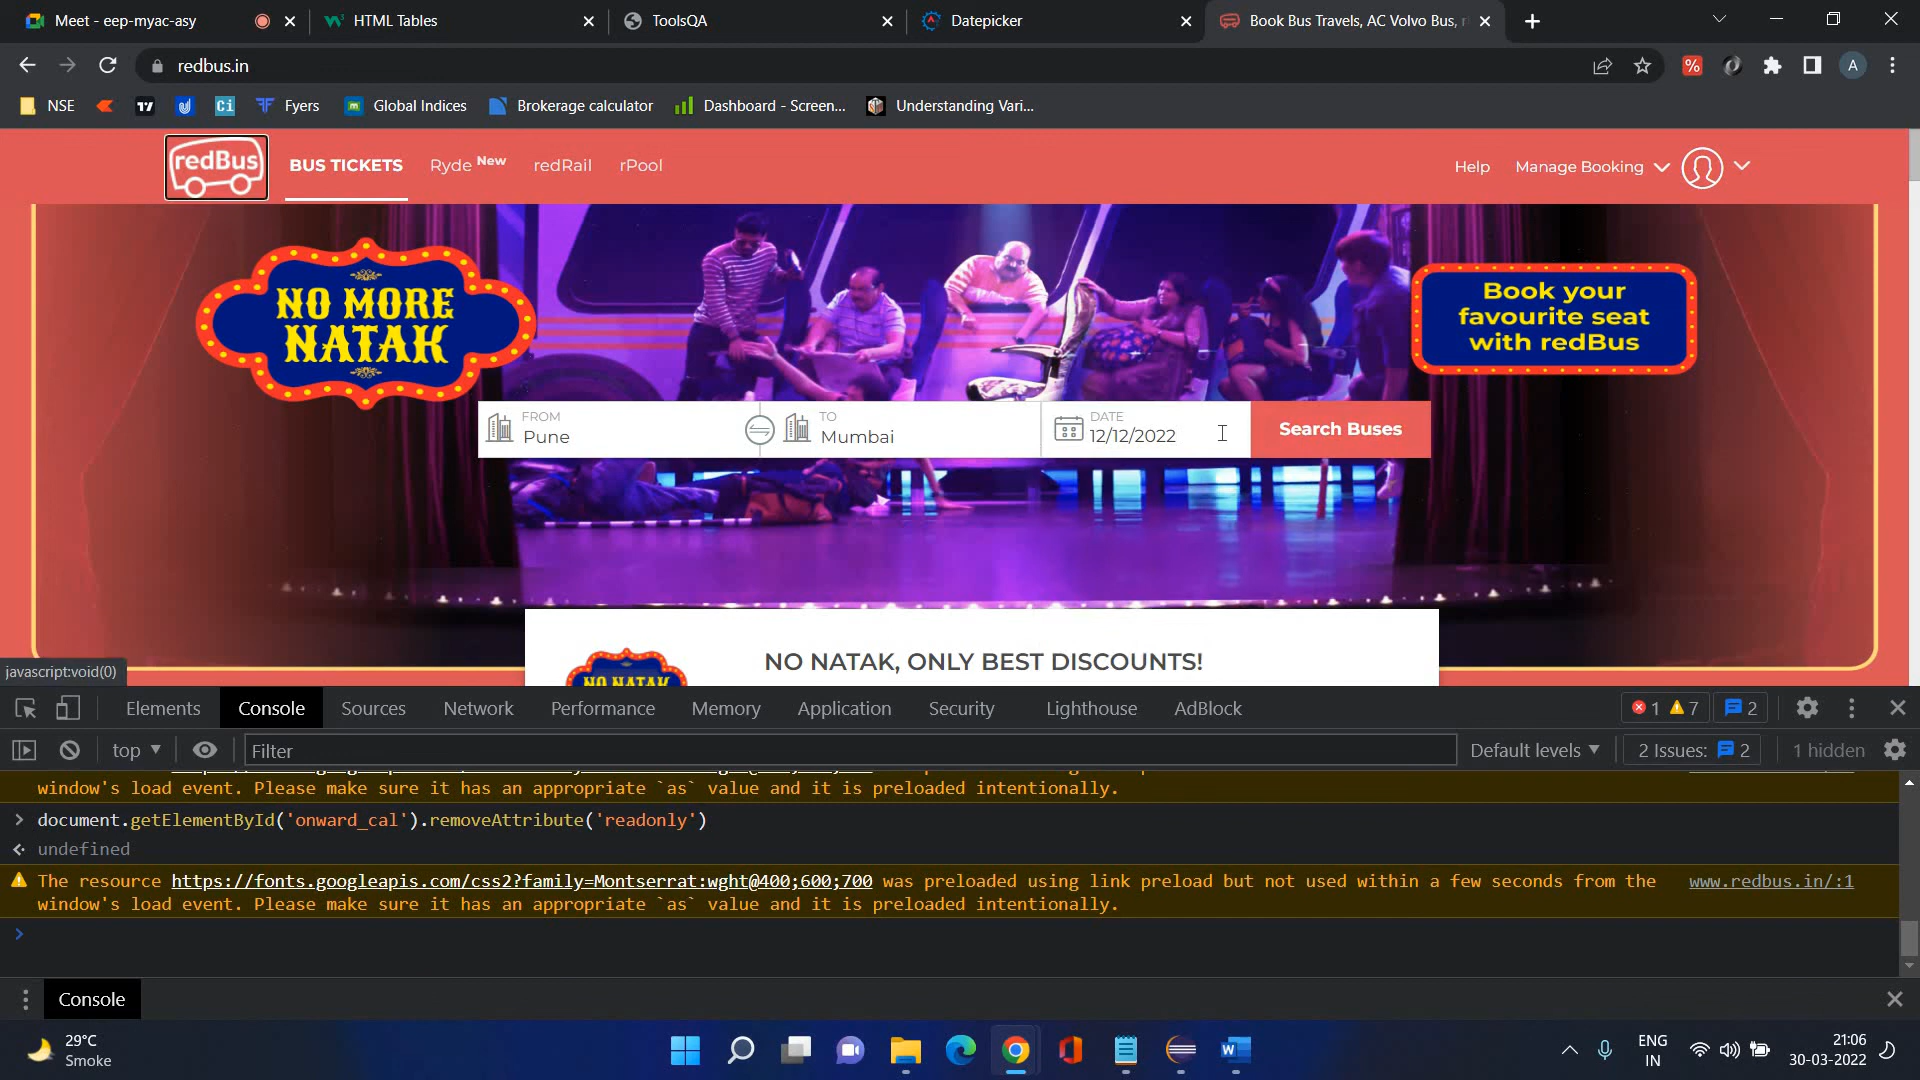 Meet - eep-myac-asy
HTML Tables
ToolsQA
Datepicker
Book Bus Travels, AC Volvo Bus, r
redbus.in
A
NSE
Ci
Fyers
Global Indices
Brokerage calculator
Dashboard - Screen...
Understanding Vari...
redBus
BUS TICKETS
Ryde New
redRail
rPool
Help
Manage Booking
NO MORE
NATAK
Book your
favourite seat
with redBus
FROM
Pune
TO
Mumbai
DATE
12/12/2022
Search Buses
NO NATAK, ONLY BEST DISCOUNTS!
NO NATAK
javascript:void(0)
Elements
Console
Sources
Network
Performance
Memory
Application
Security
Lighthouse
AdBlock
1
7
2
top
Filter
Default levels
2 Issues: 2
1 hidden
window's load event. Please make sure it has an appropriate `as` value and it is preloaded intentionally.
document.getElementById('onward_cal').removeAttribute('readonly')
undefined
The resource https://fonts.googleapis.com/css2?family=Montserrat:wght@400;600;700 was preloaded using link preload but not used within a few seconds from the www.redbus.in/:1
window's load event. Please make sure it has an appropriate `as` value and it is preloaded intentionally.
Console
29°C
Smoke
ENG
IN
21:06
30-03-2022